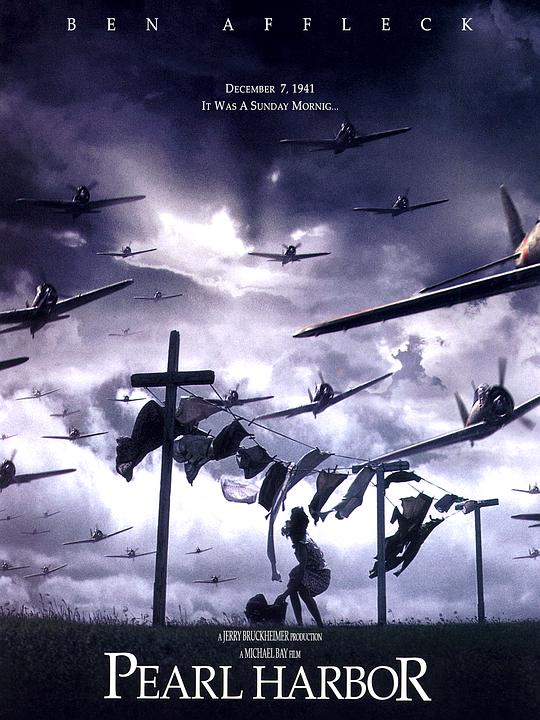 BEN AFFLECK
DECEMBER 7, 1941
IT WAS A SUNDAY MORNIG...
A JERRY BRUCKHEIMER PRODUCTION
A MICHAEL BAY FILM
PEARL HARBOR